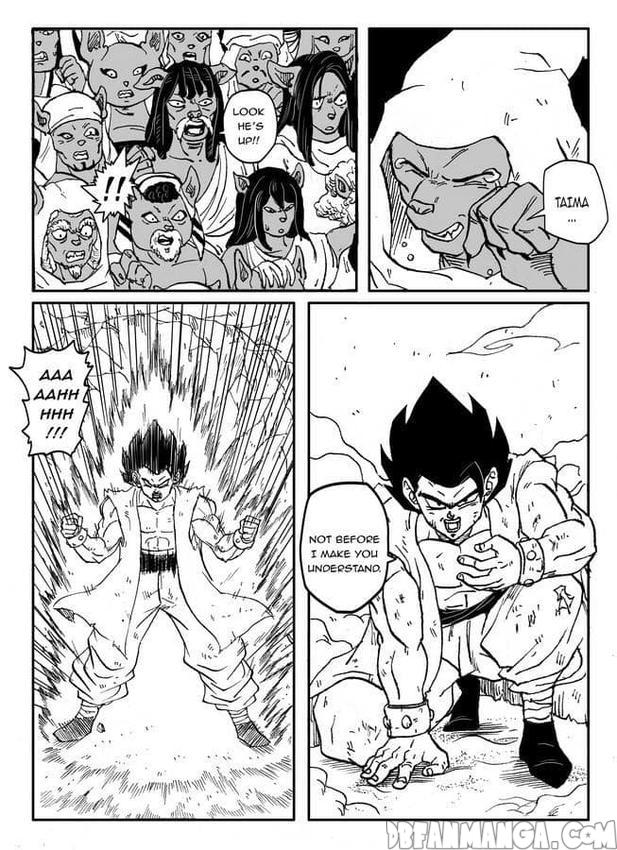 TAIMA
...
LOOK
HE'S
UP!!
!!
NOT BEFORE
I MAKE YOU
UNDERSTAND.
AAA
AAHH
HHH
!!!
DBFANMANGA.COM